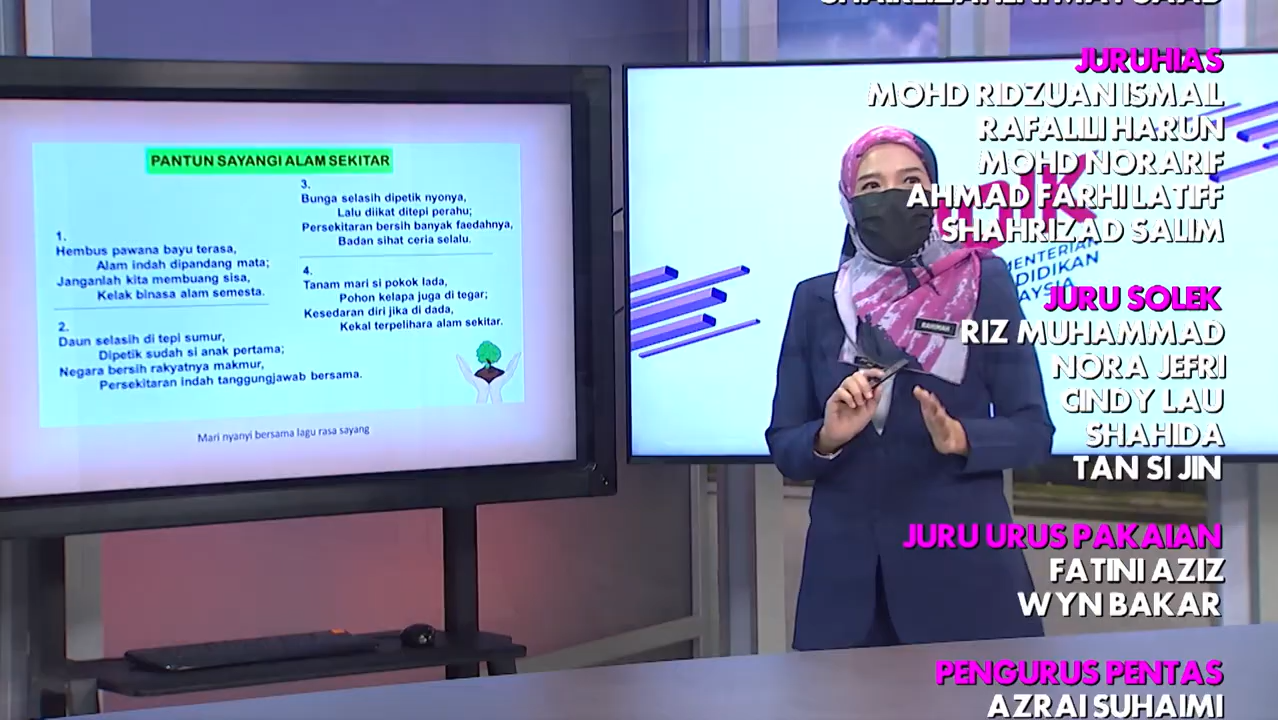 PANTUN SAYANGI ALAM SEKITAR
1.
Hembus pawana bayu terasa,
Alam indah dipandang mata;
Janganlah kita membuang sisa,
Kelak binasa alam semesta.
2.
Daun selasih di tepi sumur,
Dipetik sudah si anak pertama;
Negara bersih rakyatnya makmur,
Persekitaran indah tanggungjawab bersama.
3.
Bunga selasih dipetik nyonya,
Lalu diikat ditepi perahu;
Persekitaran bersih banyak faedahnya,
Badan sihat ceria selalu.
4.
Tanam mari si pokok lada,
Pohon kelapa juga di tegar;
Kesedaran diri jika di dada,
Kekal terpelihara alam sekitar.
Mari nyanyi bersama lagu rasa sayang
RAHIMAH
JURUHIAS
MOHD RIDZUAN ISMAIL
RAFALILI HARUN
MOHD NORARIF
AHMAD FARHI LATIFF
SHAHRIZAD SALIM
JURU SOLEK
RIZ MUHAMMAD
NORA JEFRI
CINDY LAU
SHAHIDA
TAN SI JIN
JURU URUS PAKAIAN
FATINI AZIZ
WYN BAKAR
PENGURUS PENTAS
AZRAI SUHAIMI